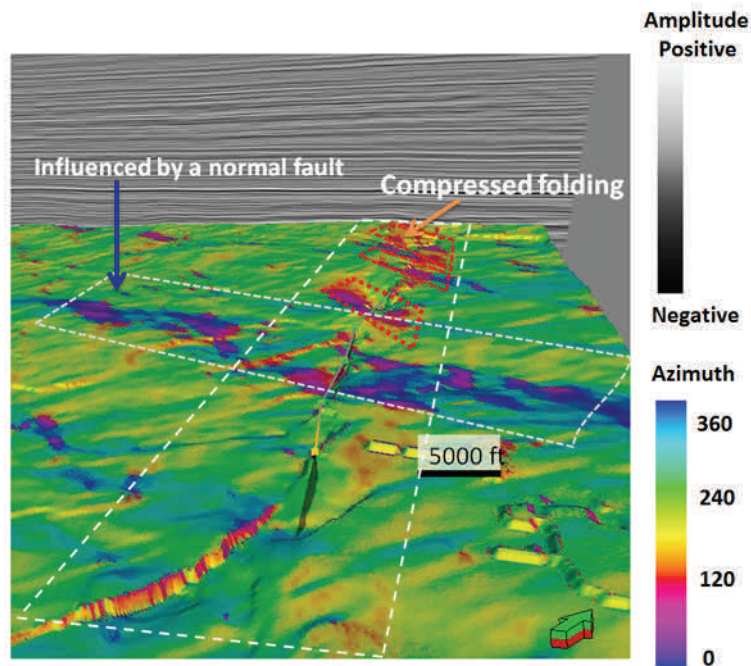 Amplitude
Positive
Influenced by a normal fault
Compressed folding
Negative
Azimuth
360
5000 ft
240
120
0